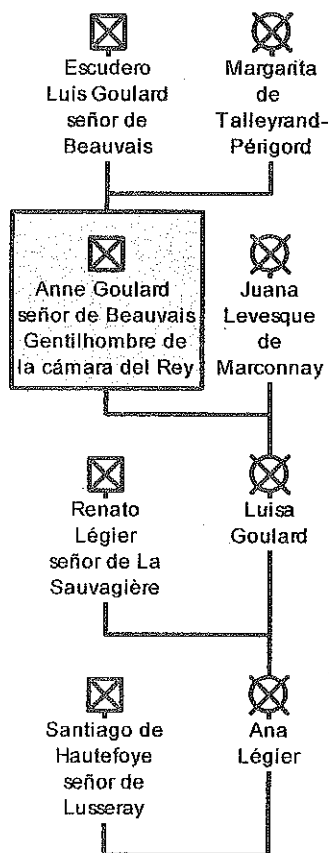 Escudero
Luis Goulard
señor de
Beauvais
Margarita
de
Talleyrand-
Périgord
Anne Goulard
señor de Beauvais
Gentilhombre de
la cámara del Rey
Juana
Levesque
de
Marconnay
Renato
Légier
señor de La
Sauvagière
Luisa
Goulard
Santiago de
Hautefoye
señor de
Lusseray
Ana
Légier